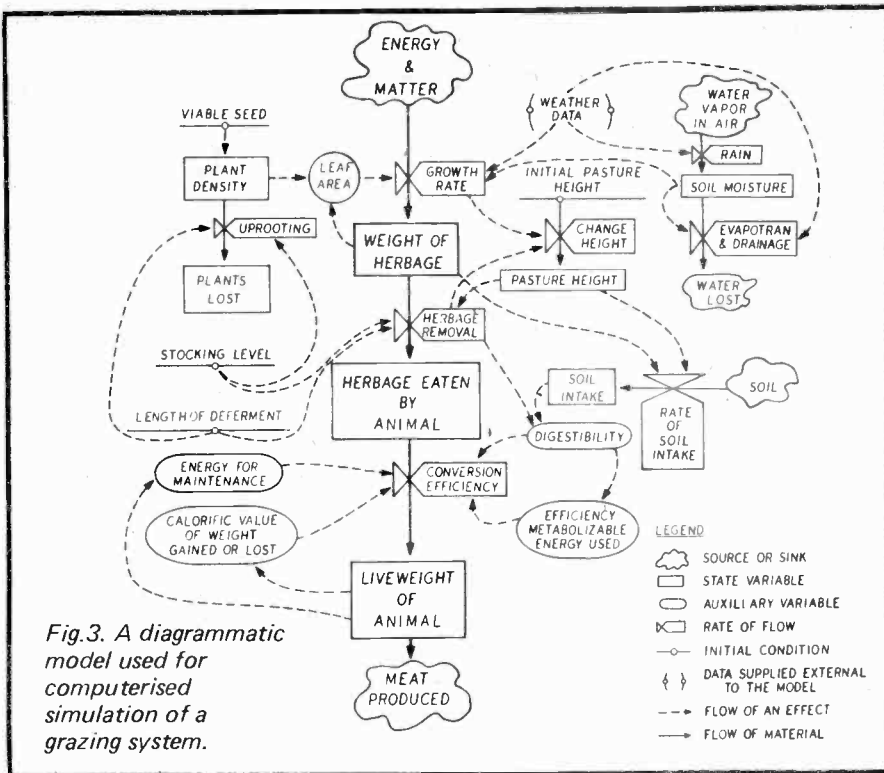 ENERGY
&
MATTER
VIABLE SEED
(WEATHER
DATA)
WATER
VAPOR
IN AIR
PLANT
DENSITY
LEAF
AREA
GROWTH
RATE
INITIAL PASTURE
HEIGHT
RAIN
SOIL MOISTURE
UPROOTING
WEIGHT OF
HERBAGE
CHANGE
HEIGHT
EVAPOTRAN
& DRAINAGE
PLANTS
LOST
PASTURE HEIGHT
WATER
LOST
HERBAGE
REMOVAL
STOCKING LEVEL
HERBAGE EATEN
BY
ANIMAL
SOIL
INTAKE
SOIL
RATE
OF
SOIL
INTAKE
LENGTH OF DEFERMENT
DIGESTIBILITY
ENERGY FOR
MAINTENANCE
CONVERSION
EFFICIENCY
CALORIFIC VALUE
OF WEIGHT
GAINED OR LOST
EFFICIENCY
METABOLIZABLE
ENERGY USED
LIVEWEIGHT
OF
ANIMAL
MEAT
PRODUCED
LEGEND
SOURCE OR SINK
STATE VARIABLE
AUXILIARY VARIABLE
RATE OF FLOW
INITIAL CONDITION
DATA SUPPLIED EXTERNAL
TO THE MODEL
FLOW OF AN EFFECT
FLOW OF MATERIAL
Fig.3. A diagrammatic
model used for
computerised
simulation of a
grazing system.